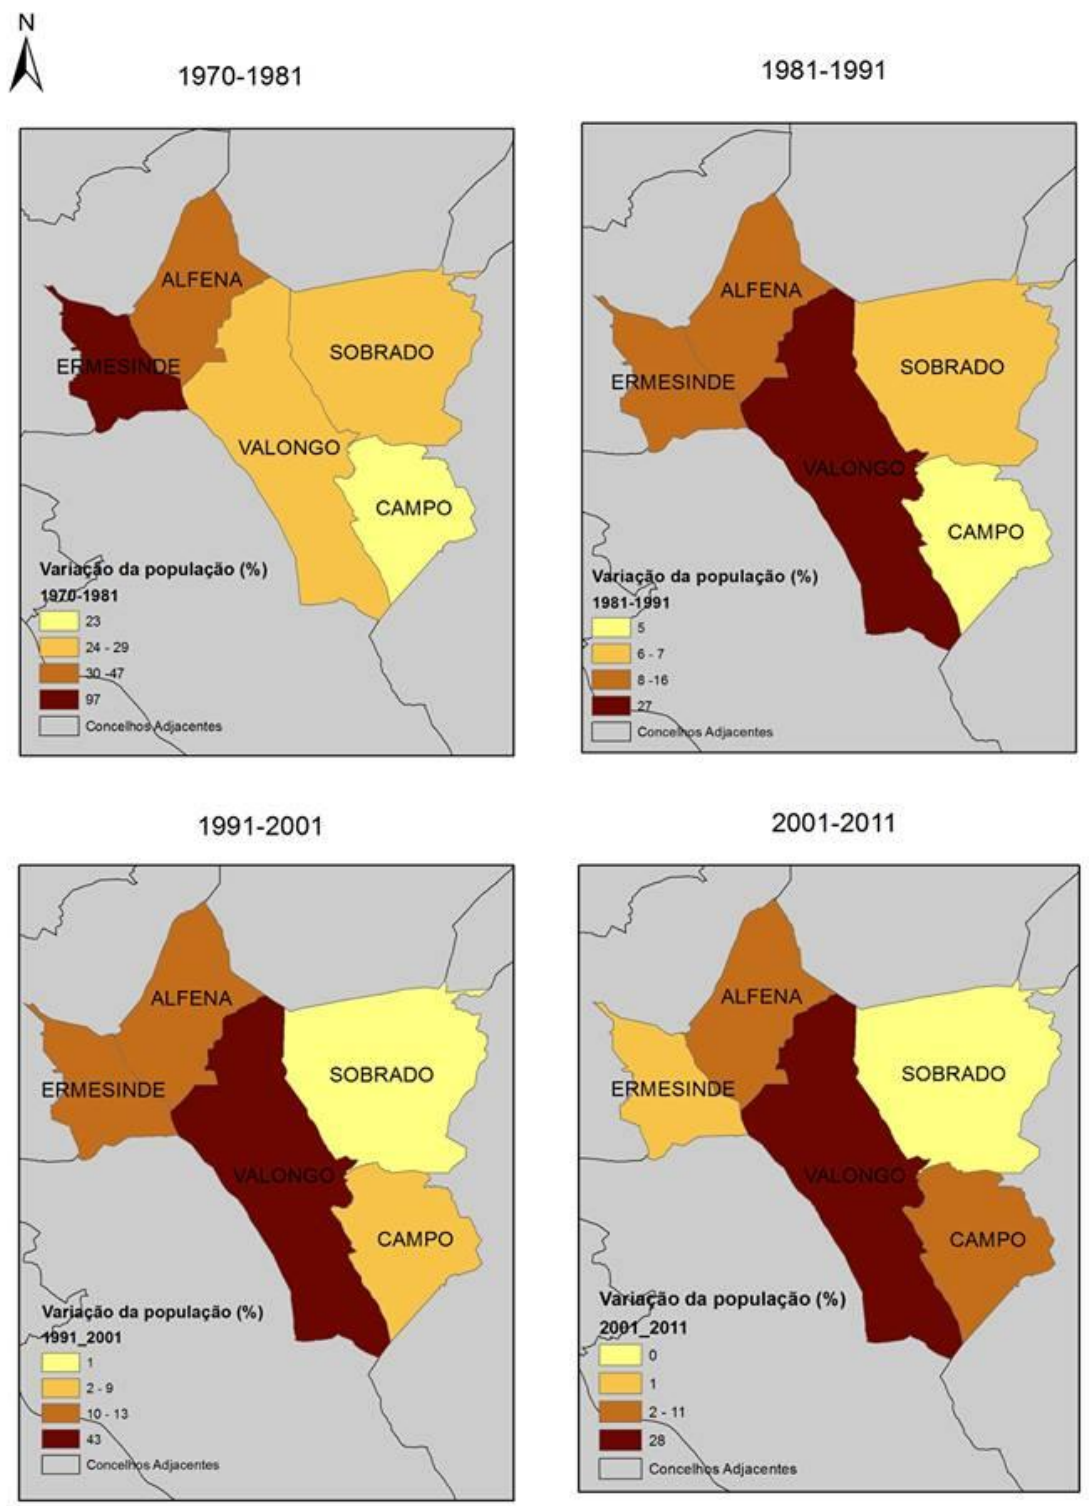 N
1970-1981
ALFENA
ERMESINDE
SOBRADO
VALONGO
CAMPO
Variação da população (%)
1970-1981
23
24 - 29
30 -47
97
Concelhos Adjacentes
1981-1991
ALFENA
ERMESINDE
SOBRADO
VALONGO
CAMPO
Variação da população (%)
1981-1991
5
6 - 7
8 -16
27
Concelhos Adjacentes
1991-2001
ALFENA
ERMESINDE
SOBRADO
VALONGO
CAMPO
Variação da população (%)
1991_2001
1
2 - 9
10 - 13
43
Concelhos Adjacentes
2001-2011
ALFENA
ERMESINDE
SOBRADO
VALONGO
CAMPO
Variação da população (%)
2001_2011
0
1
2 - 11
28
Concelhos Adjacentes